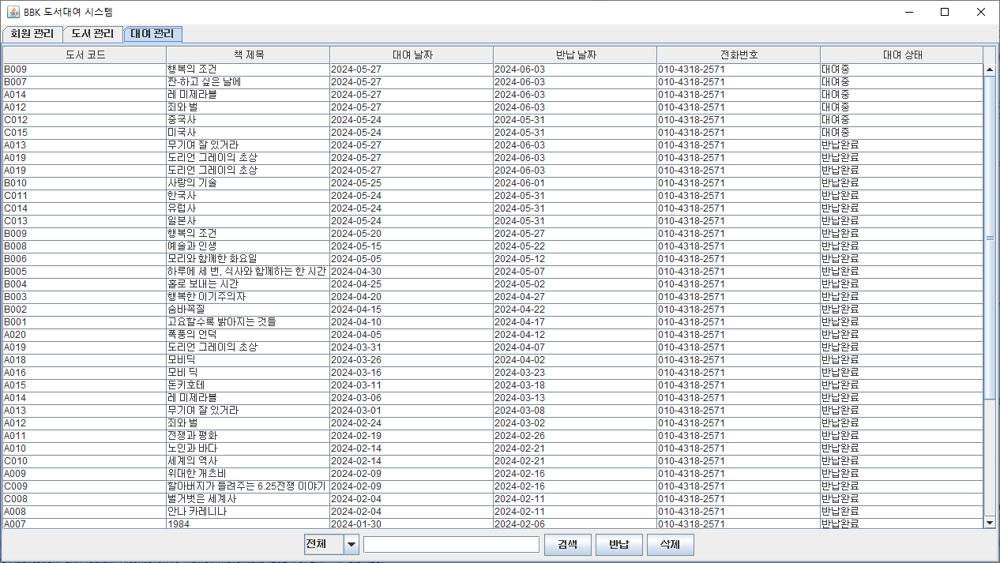 BBK 도서대여 시스템
회원 관리 도서 관리 대여 관리
도서 코드 책 제목 대여 날짜 반납 날짜 전화번호 대여 상태
B009 행복의 조건 2024-05-27 2024-06-03 010-4318-2571 대여중
B007 짠-하고 싶은 날에 2024-05-27 2024-06-03 010-4318-2571 대여중
A014 레 미제라블 2024-05-27 2024-06-03 010-4318-2571 대여중
A012 죄와 벌 2024-05-27 2024-06-03 010-4318-2571 대여중
C012 중국사 2024-05-24 2024-05-31 010-4318-2571 대여중
C015 미국사 2024-05-24 2024-05-31 010-4318-2571 대여중
A013 무기여 잘 있거라 2024-05-27 2024-06-03 010-4318-2571 반납완료
A019 도리언 그레이의 초상 2024-05-27 2024-06-03 010-4318-2571 반납완료
A019 도리언 그레이의 초상 2024-05-27 2024-06-03 010-4318-2571 반납완료
B010 사랑의 기술 2024-05-25 2024-06-01 010-4318-2571 반납완료
C011 한국사 2024-05-24 2024-05-31 010-4318-2571 반납완료
C014 유럽사 2024-05-24 2024-05-31 010-4318-2571 반납완료
C013 일본사 2024-05-24 2024-05-31 010-4318-2571 반납완료
B009 행복의 조건 2024-05-20 2024-05-27 010-4318-2571 반납완료
B008 예술과 인생 2024-05-15 2024-05-22 010-4318-2571 반납완료
B006 모리와 함께한 화요일 2024-05-05 2024-05-12 010-4318-2571 반납완료
B005 하루에 세 번, 식사와 함께하는 한 시간 2024-04-30 2024-05-07 010-4318-2571 반납완료
B004 홀로 보내는 시간 2024-04-25 2024-05-02 010-4318-2571 반납완료
B003 행복한 이기주의자 2024-04-20 2024-04-27 010-4318-2571 반납완료
B002 숨바꼭질 2024-04-15 2024-04-22 010-4318-2571 반납완료
B001 고요할수록 밝아지는 것들 2024-04-10 2024-04-17 010-4318-2571 반납완료
A020 폭풍의 언덕 2024-04-05 2024-04-12 010-4318-2571 반납완료
A019 도리언 그레이의 초상 2024-03-31 2024-04-07 010-4318-2571 반납완료
A018 모비딕 2024-03-26 2024-04-02 010-4318-2571 반납완료
A016 모비 딕 2024-03-16 2024-03-23 010-4318-2571 반납완료
A015 돈키호테 2024-03-11 2024-03-18 010-4318-2571 반납완료
A014 레 미제라블 2024-03-06 2024-03-13 010-4318-2571 반납완료
A013 무기여 잘 있거라 2024-03-01 2024-03-08 010-4318-2571 반납완료
A012 죄와 벌 2024-02-24 2024-03-02 010-4318-2571 반납완료
A011 전쟁과 평화 2024-02-19 2024-02-26 010-4318-2571 반납완료
A010 노인과 바다 2024-02-14 2024-02-21 010-4318-2571 반납완료
C010 세계의 역사 2024-02-14 2024-02-21 010-4318-2571 반납완료
A009 위대한 개츠비 2024-02-09 2024-02-16 010-4318-2571 반납완료
C009 할아버지가 들려주는 6.25전쟁 이야기 2024-02-09 2024-02-16 010-4318-2571 반납완료
C008 벌거벗은 세계사 2024-02-04 2024-02-11 010-4318-2571 반납완료
A008 안나 카레니나 2024-02-04 2024-02-11 010-4318-2571 반납완료
A007 1984 2024-01-30 2024-02-06 010-4318-2571 반납완료
전체 검색 반납 삭제